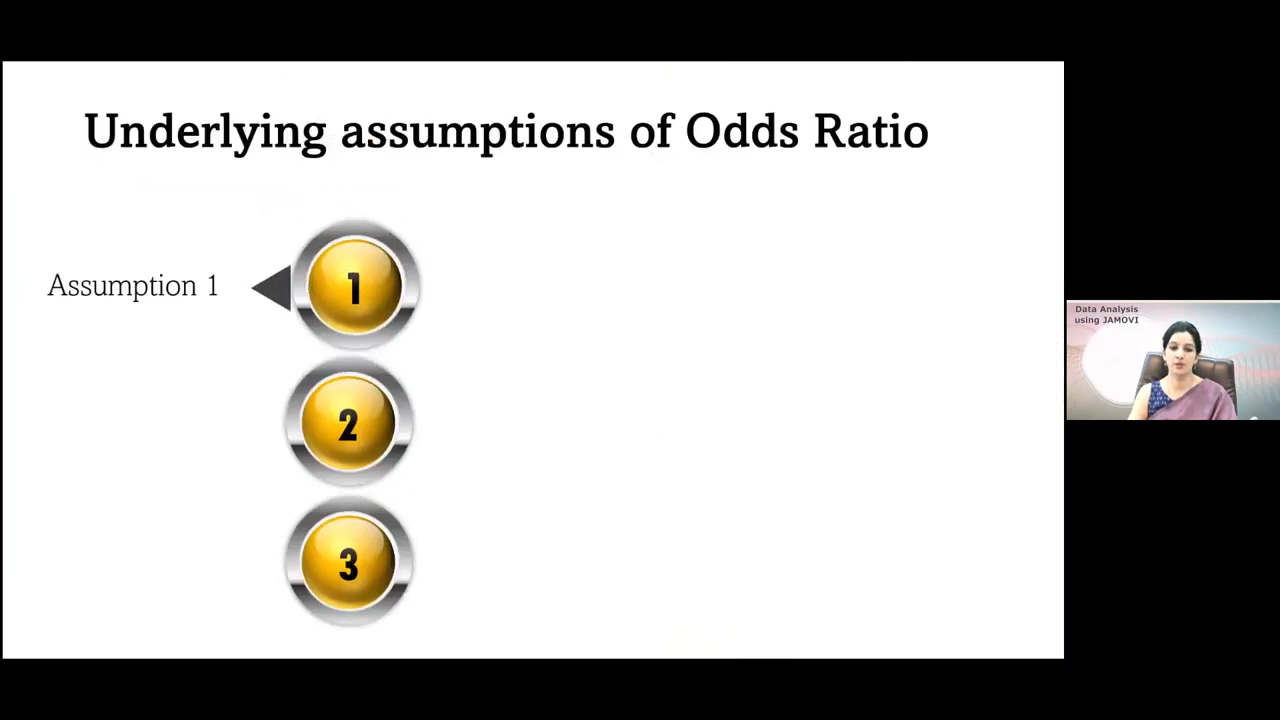 Underlying assumptions of Odds Ratio
Assumption 1
1
2
3
Data Analysis
using JAMOVI